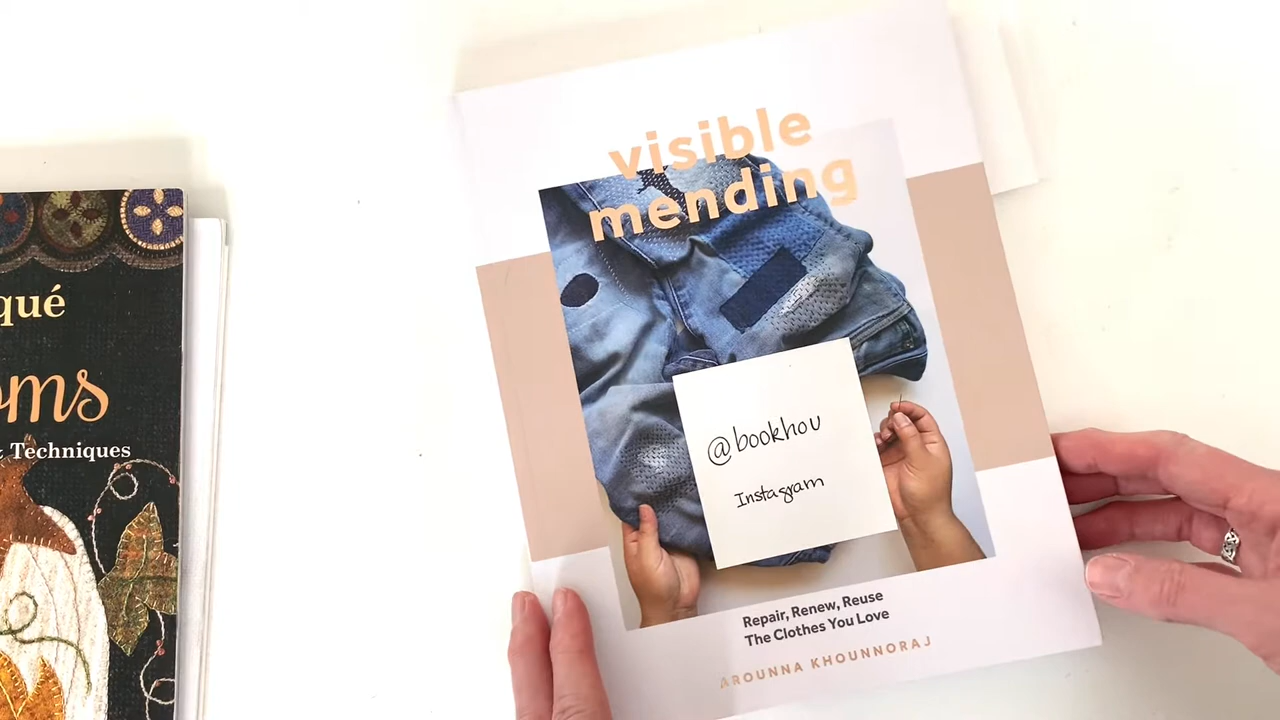 qué
oms
Techniques
visible
mending
@bookhou
Instagram
Repair, Renew, Reuse
The Clothes You Love
AROUNNA KHOUNNORAJ